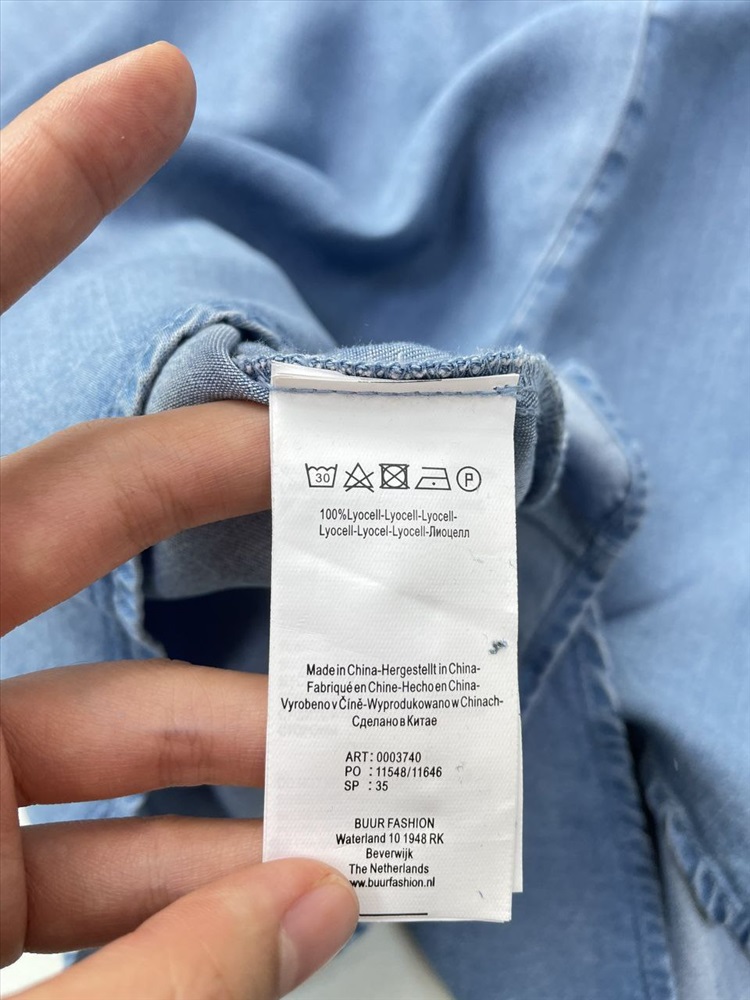 30 P
100%Lyocell-Lyocell-Lyocell-
Lyocell-Lyocel-Lyocell-Лиоцелл
Made in China-Hergestellt in China-
Fabriqué en Chine-Hecho en China-
Vyrobeno v Číně-Wyprodukowano w Chinach-
Сделано в Китае
ART: 0003740
PO : 11548/11646
SP : 35
BUUR FASHION
Waterland 10 1948 RK
Beverwijk
The Netherlands
www.buurfashion.nl